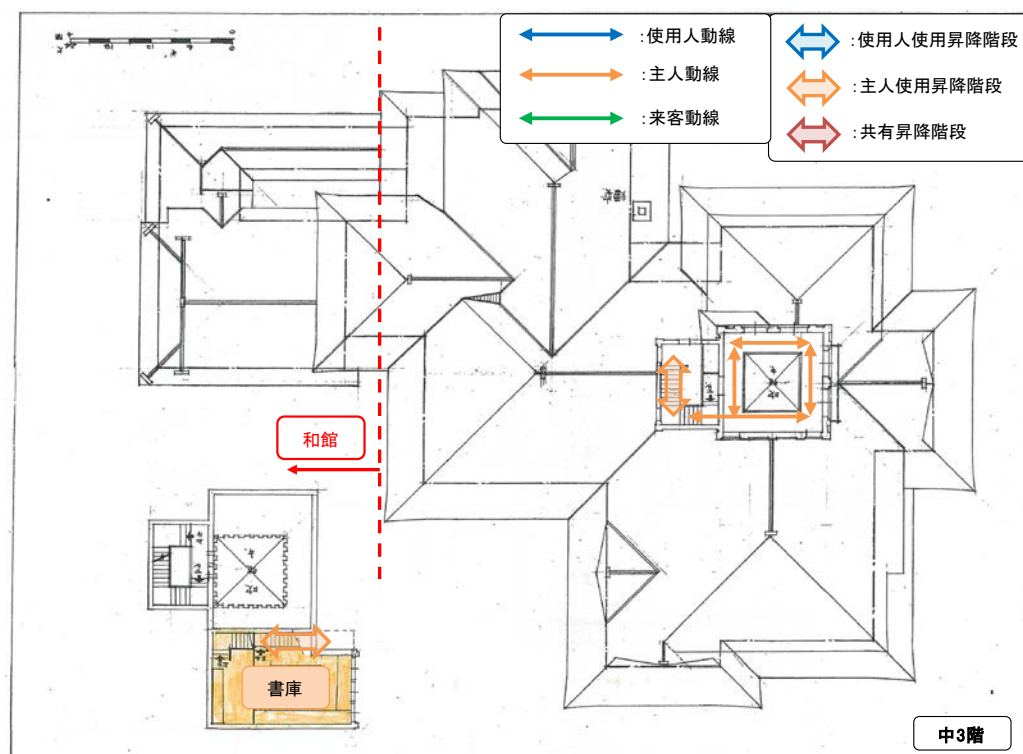 :使用人動線
:主人動線
:来客動線
:使用人使用昇降階段
:主人使用昇降階段
:共有昇降階段
和館
書庫
中3階